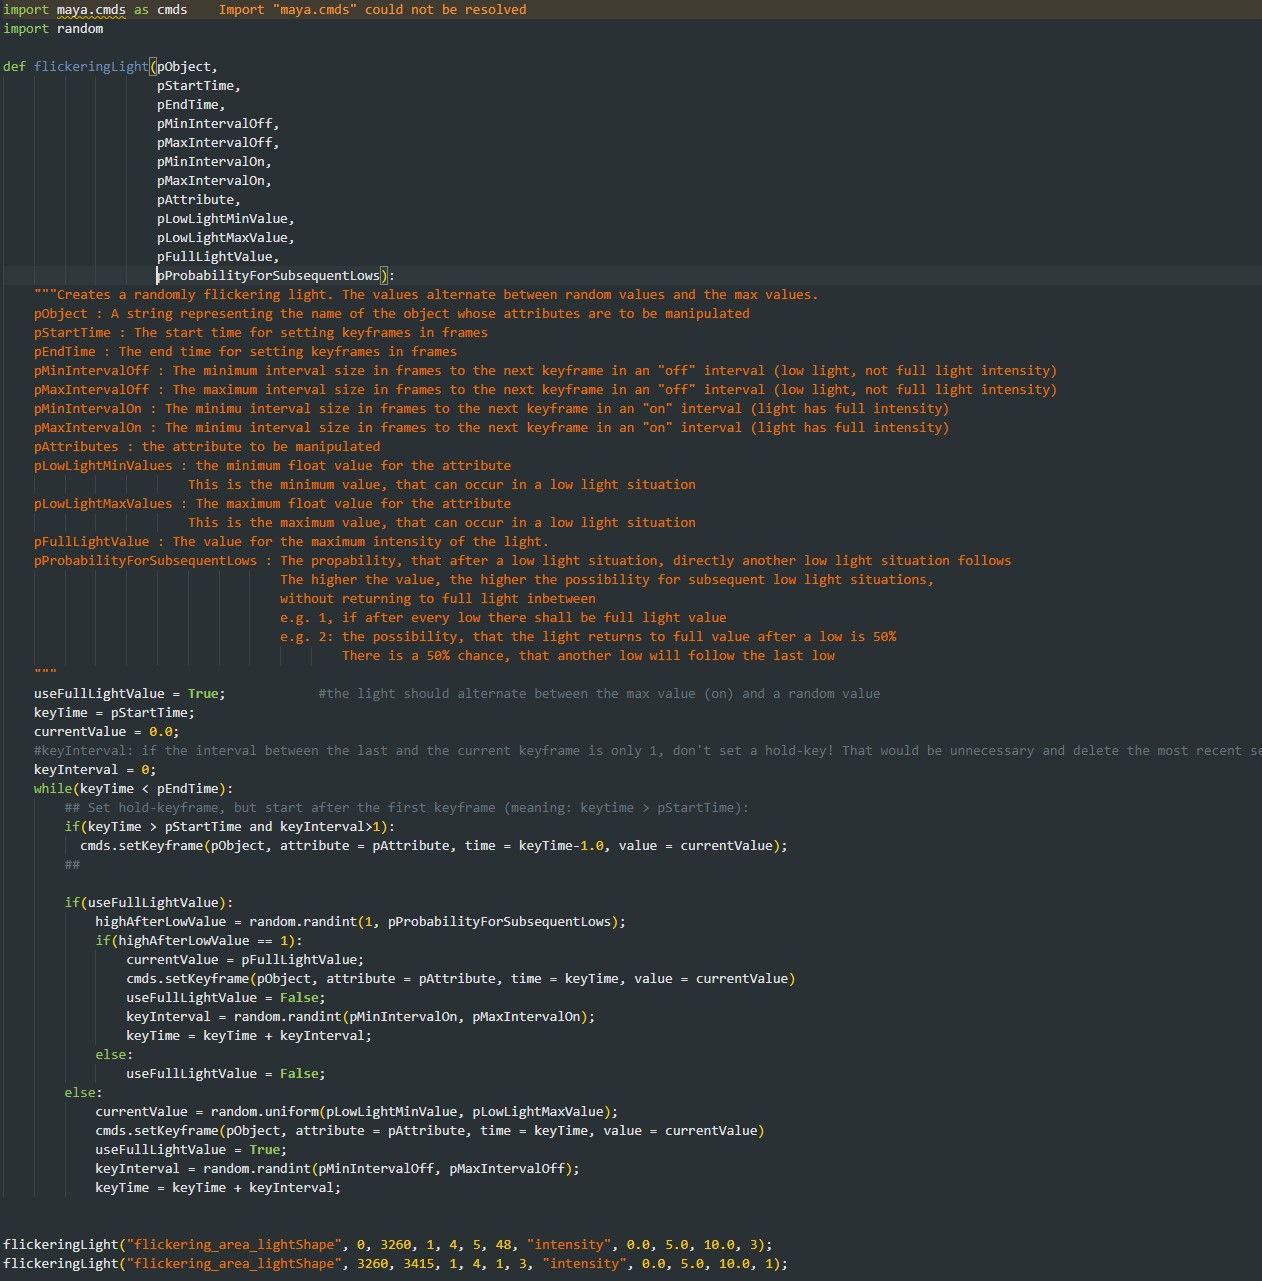 import maya.cmds as cmds    Import "maya.cmds" could not be resolved
import random

def flickeringLight(pObject,
                    pStartTime,
                    pEndTime,
                    pMinIntervalOff,
                    pMaxIntervalOff,
                    pMinIntervalOn,
                    pMaxIntervalOn,
                    pAttribute,
                    pLowLightMinValue,
                    pLowLightMaxValue,
                    pFullLightValue,
                    pProbabilityForSubsequentLows):
    """Creates a randomly flickering light. The values alternate between random values and the max values.
    pObject : A string representing the name of the object whose attributes are to be manipulated
    pStartTime : The start time for setting keyframes in frames
    pEndTime : The end time for setting keyframes in frames
    pMinIntervalOff : The minimum interval size in frames to the next keyframe in an "off" interval (low light, not full light intensity)
    pMaxIntervalOff : The maximum interval size in frames to the next keyframe in an "off" interval (low light, not full light intensity)
    pMinIntervalOn : The minimu interval size in frames to the next keyframe in an "on" interval (light has full intensity)
    pMaxIntervalOn : The minimu interval size in frames to the next keyframe in an "on" interval (light has full intensity)
    pAttributes : the attribute to be manipulated
    pLowLightMinValues : the minimum float value for the attribute
                        This is the minimum value, that can occur in a low light situation
    pLowLightMaxValues : The maximum float value for the attribute
                        This is the maximum value, that can occur in a low light situation
    pFullLightValue : The value for the maximum intensity of the light.
    pProbabilityForSubsequentLows : The propability, that after a low light situation, directly another low light situation follows
                                    The higher the value, the higher the possibility for subsequent low light situations,
                                    without returning to full light inbetween
                                    e.g. 1, if after every low there shall be full light value
                                    e.g. 2: the possibility, that the light returns to full value after a low is 50%
                                            There is a 50% chance, that another low will follow the last low
    """
    useFullLightValue = True;            #the light should alternate between the max value (on) and a random value
    keyTime = pStartTime;
    currentValue = 0.0;
    #keyInterval: if the interval between the last and the current keyframe is only 1, don't set a hold-key! That would be unnecessary and delete the most recent se
    keyInterval = 0;
    while(keyTime < pEndTime):
        ## Set hold-keyframe, but start after the first keyframe (meaning: keytime > pStartTime):
        if(keyTime > pStartTime and keyInterval>1):
          cmds.setKeyframe(pObject, attribute = pAttribute, time = keyTime-1.0, value = currentValue);
        ##

        if(useFullLightValue):
            highAfterLowValue = random.randint(1, pProbabilityForSubsequentLows);
            if(highAfterLowValue == 1):
                currentValue = pFullLightValue;
                cmds.setKeyframe(pObject, attribute = pAttribute, time = keyTime, value = currentValue)
                useFullLightValue = False;
                keyInterval = random.randint(pMinIntervalOn, pMaxIntervalOn);
                keyTime = keyTime + keyInterval;
            else:
                useFullLightValue = False;
        else:
            currentValue = random.uniform(pLowLightMinValue, pLowLightMaxValue);
            cmds.setKeyframe(pObject, attribute = pAttribute, time = keyTime, value = currentValue)
            useFullLightValue = True;
            keyInterval = random.randint(pMinIntervalOff, pMaxIntervalOff);
            keyTime = keyTime + keyInterval;


flickeringLight("flickering_area_lightShape", 0, 3260, 1, 4, 5, 48, "intensity", 0.0, 5.0, 10.0, 3);
flickeringLight("flickering_area_lightShape", 3260, 3415, 1, 4, 1, 3, "intensity", 0.0, 5.0, 10.0, 1);